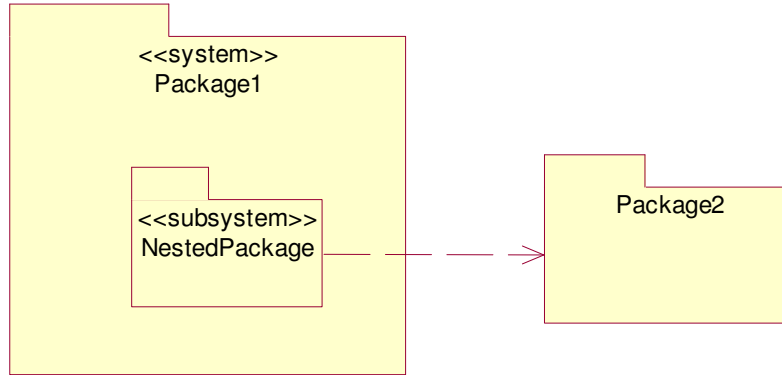 <<system>>
Package1
<<subsystem>>
NestedPackage
Package2